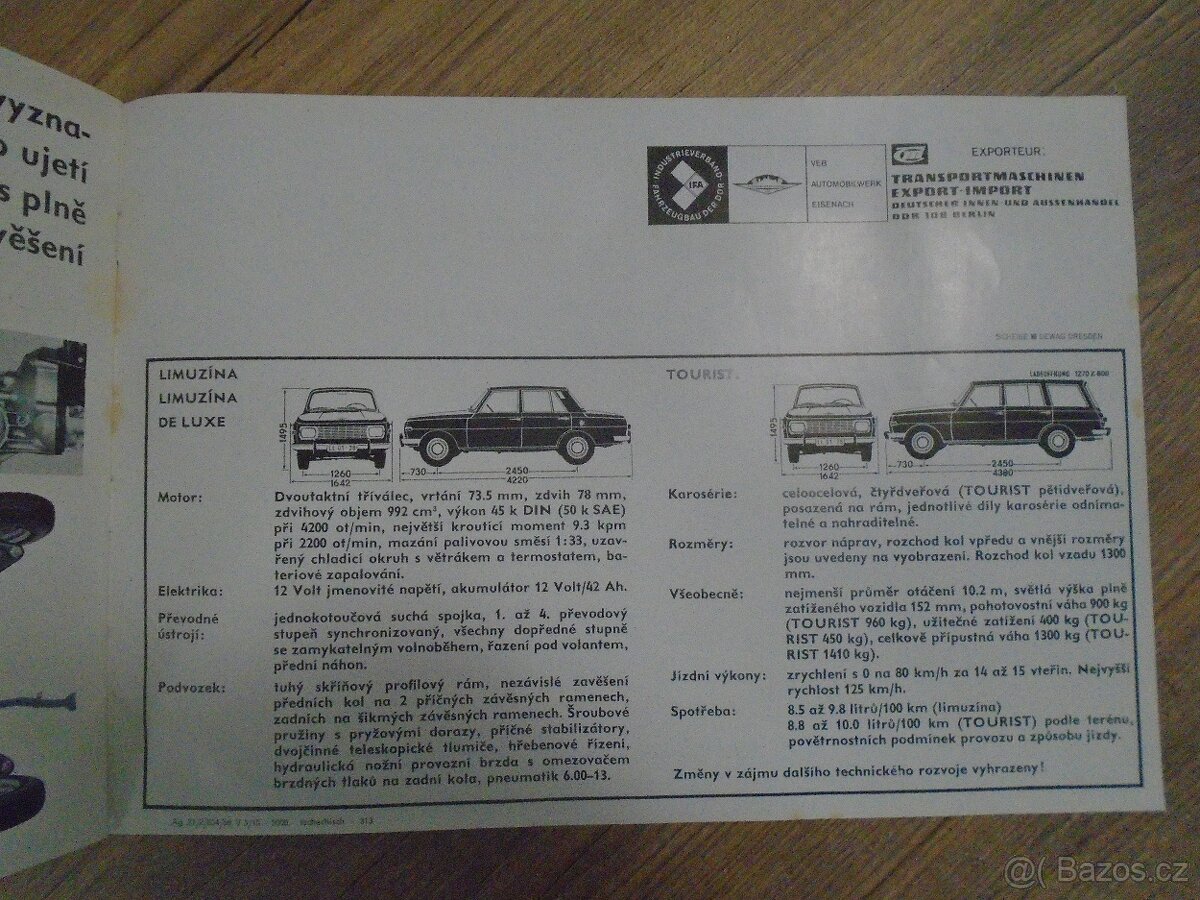 vyzna-
ujetí
s plně
věšení
INDUSTRIEVERBAND
FAHRZEUGBAU DER DDR
IFA
VEB
AUTOMOBILWERK
EISENACH
EXPORTEUR:
TRANSPORTMASCHINEN
EXPORT-IMPORT
DEUTSCHER INNEN- UND AUSSENHANDEL
DDR 108 BERLIN
DEWAG DRESDEN
LIMUZÍNA
LIMUZÍNA
DE LUXE
1495
1260
1642
730
2450
4220
Motor: Dvoutaktní tříválec, vrtání 73.5 mm, zdvih 78 mm,
zdvihový objem 992 cm³, výkon 45 k DIN (50 k SAE)
při 4200 ot/min, největší kroutící moment 9.3 kpm
při 2200 ot/min, mazání palivovou směsí 1:33, uzav-
řený chladicí okruh s větrákem a termostatem, ba-
teriové zapalování.
Elektrika: 12 Volt jmenovité napětí, akumulátor 12 Volt/42 Ah.
Převodné
ústrojí: jednokotoučová suchá spojka, 1. až 4. převodový
stupeň synchronizovaný, všechny dopředné stupně
se zamykatelným volnoběhem, řazení pod volantem,
přední náhon.
Podvozek: tuhý skříňový profilový rám, nezávislé zavěšení
předních kol na 2 příčných závěsných ramenech,
zadních na šikmých závěsných ramenech. Šroubové
pružiny s pryžovými dorazy, příčné stabilizátory,
dvojčinné teleskopické tlumiče, hřebenové řízení,
hydraulická nožní provozní brzda s omezovačem
brzdných tlaků na zadní kola, pneumatik 6.00–13.
TOURIST
LADEÖFFNUNG 1270 x 800
1495
1260
1642
730
2450
4380
Karosérie: celoocelová, čtyřdveřová (TOURIST pětidveřová),
posazená na rám, jednotlivé díly karosérie odníma-
telné a nahraditelné.
Rozměry: rozvor náprav, rozchod kol vpředu a vnější rozměry
jsou uvedeny na vyobrazení. Rozchod kol vzadu 1300
mm.
Všeobecně: nejmenší průměr otáčení 10.2 m, světlá výška plně
zatíženého vozidla 152 mm, pohotovostní váha 900 kg
(TOURIST 960 kg), užitečné zatížení 400 kg (TOU-
RIST 450 kg), celkově přípustná váha 1300 kg (TOU-
RIST 1410 kg).
Jízdní výkony: zrychlení s 0 na 80 km/h za 14 až 15 vteřin. Nejvyšší
rychlost 125 km/h.
Spotřeba: 8.5 až 9.8 litrů/100 km (limuzína)
8.8 až 10.0 litrů/100 km (TOURIST) podle terénu,
povětrnostních podmínek provozu a způsobu jízdy.
Změny v zájmu dalšího technického rozvoje vyhrazeny!
tschechisch - 313
@( Bazos.cz